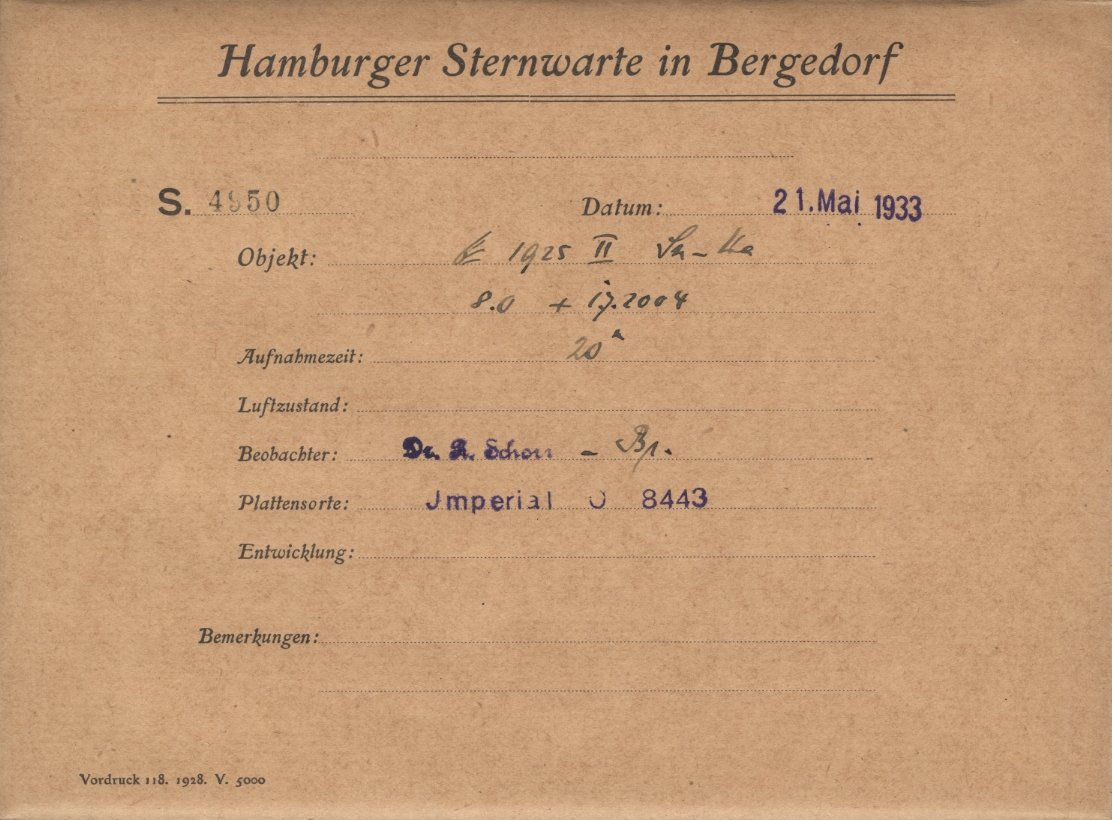 Hamburger Sternwarte in Bergedorf
S. 4950 Datum: 21. Mai 1933
Objekt: 1925 II
8.0 + 17.2004
Aufnahmezeit: 20
Luftzustand:
Beobachter: Dr. R. Schorr – Br.
Plattensorte: Jmperial O 8443
Entwicklung:
Bemerkungen:
Vordruck 118. 1928. V. 5000